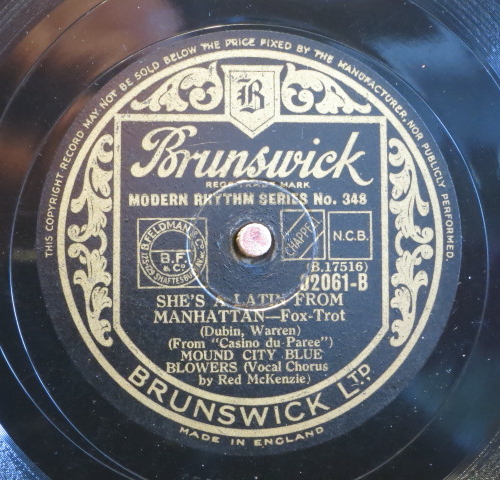 THIS COPYRIGHT RECORD MAY NOT BE SOLD BELOW THE PRICE FIXED BY THE MANUFACTURER, NOR PUBLICLY PERFORMED.
B
Brunswick
REGD TRADE MARK
MODERN RHYTHM SERIES No. 348
B. FELDMAN & CO
B.F.
& CO
SHAFTESBURY
CHAPPELL
N.C.B.
(B.17516)
02061-B
SHE'S A LATIN FROM
MANHATTAN—Fox-Trot
(Dubin, Warren)
(From "Casino du Paree")
MOUND CITY BLUE
BLOWERS (Vocal Chorus
by Red McKenzie)
BRUNSWICK LTD.
MADE IN ENGLAND